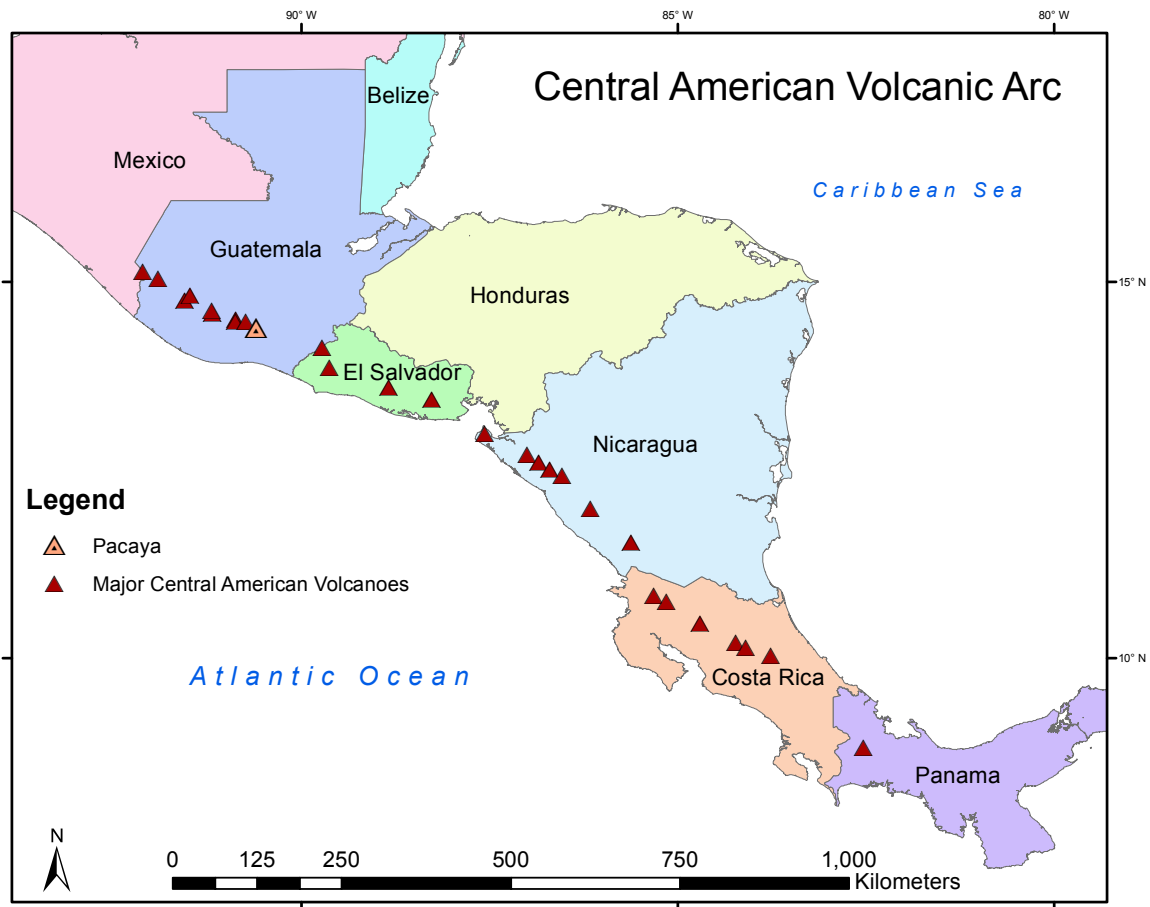 90° W
85° W
80° W
Central American Volcanic Arc
Belize
Mexico
Caribbean Sea
Guatemala
15° N
Honduras
El Salvador
Nicaragua
Legend
Pacaya
Major Central American Volcanoes
10° N
Atlantic Ocean
Costa Rica
Panama
N
0 125 250 500 750 1,000
Kilometers